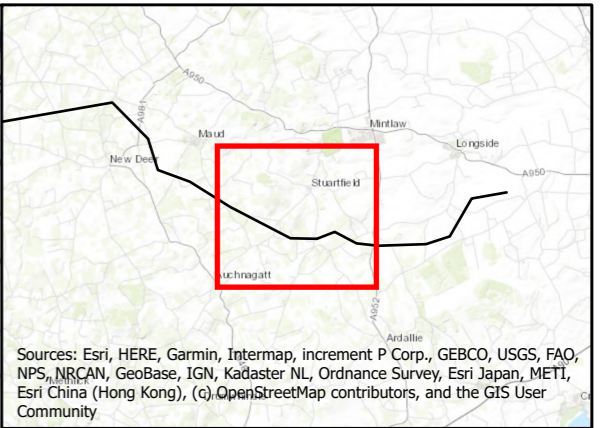 A950
A981
Mintlaw
Maud
Longside
New Deer
A950
Stuartfield
Auchnagatt
A952
Ardallie
Sources: Esri, HERE, Garmin, Intermap, increment P Corp., GEBCO, USGS, FAO,
NPS, NRCAN, GeoBase, IGN, Kadaster NL, Ordnance Survey, Esri Japan, METI,
Esri China (Hong Kong), (c) OpenStreetMap contributors, and the GIS User
Community
Methlick